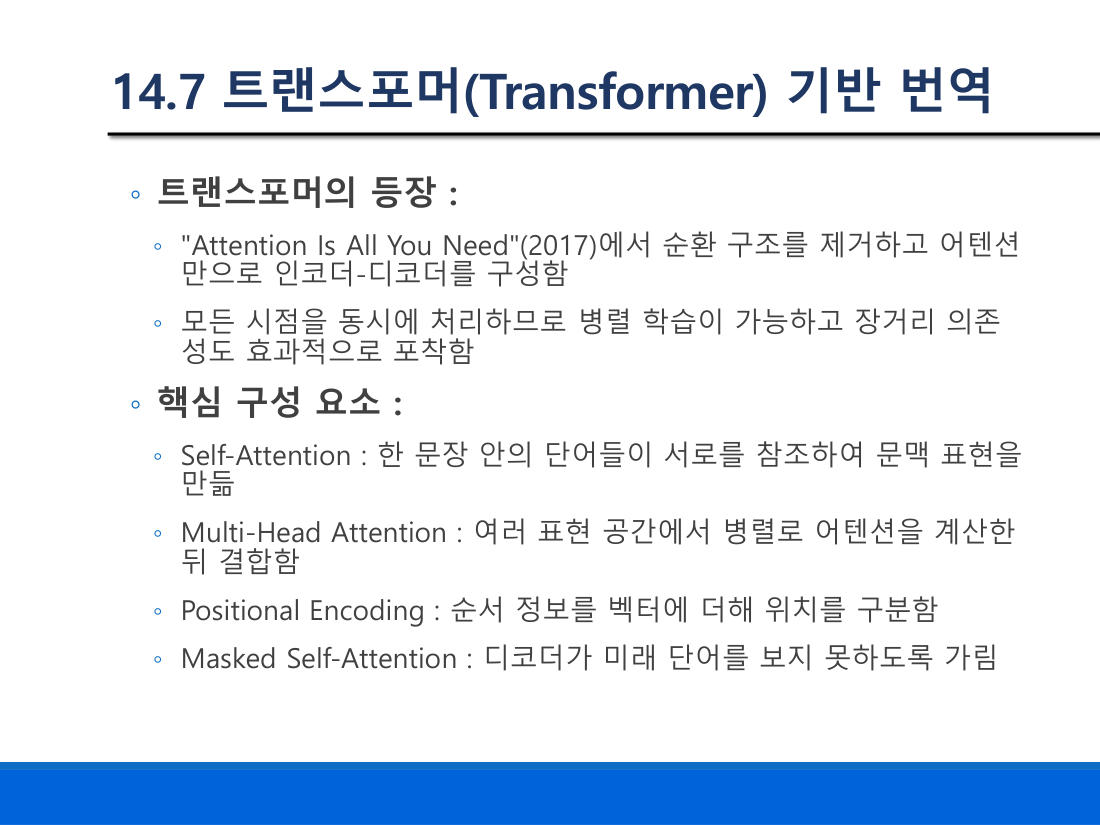 14.7 트랜스포머(Transformer) 기반 번역
◦ 트랜스포머의 등장 :
◦ "Attention Is All You Need"(2017)에서 순환 구조를 제거하고 어텐션
만으로 인코더-디코더를 구성함
◦ 모든 시점을 동시에 처리하므로 병렬 학습이 가능하고 장거리 의존
성도 효과적으로 포착함
◦ 핵심 구성 요소 :
◦ Self-Attention : 한 문장 안의 단어들이 서로를 참조하여 문맥 표현을
만듦
◦ Multi-Head Attention : 여러 표현 공간에서 병렬로 어텐션을 계산한
뒤 결합함
◦ Positional Encoding : 순서 정보를 벡터에 더해 위치를 구분함
◦ Masked Self-Attention : 디코더가 미래 단어를 보지 못하도록 가림